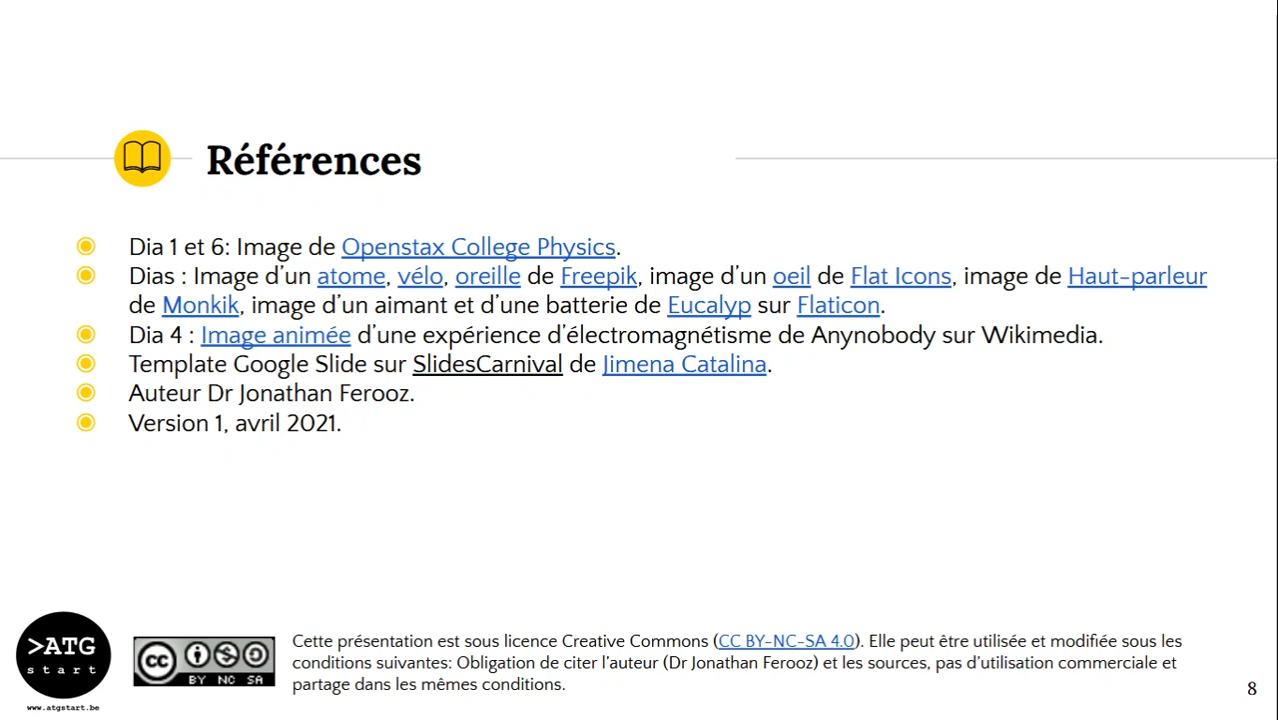 Références
Dia 1 et 6: Image de Openstax College Physics.
Dias : Image d’un atome, vélo, oreille de Freepik, image d’un oeil de Flat Icons, image de Haut-parleur
de Monkik, image d’un aimant et d’une batterie de Eucalyp sur Flaticon.
Dia 4 : Image animée d’une expérience d’électromagnétisme de Anynobody sur Wikimedia.
Template Google Slide sur SlidesCarnival de Jimena Catalina.
Auteur Dr Jonathan Ferooz.
Version 1, avril 2021.
>ATG
start
www.atgstart.be
cc
BY NC SA
Cette présentation est sous licence Creative Commons (CC BY-NC-SA 4.0). Elle peut être utilisée et modifiée sous les
conditions suivantes: Obligation de citer l’auteur (Dr Jonathan Ferooz) et les sources, pas d’utilisation commerciale et
partage dans les mêmes conditions.
8